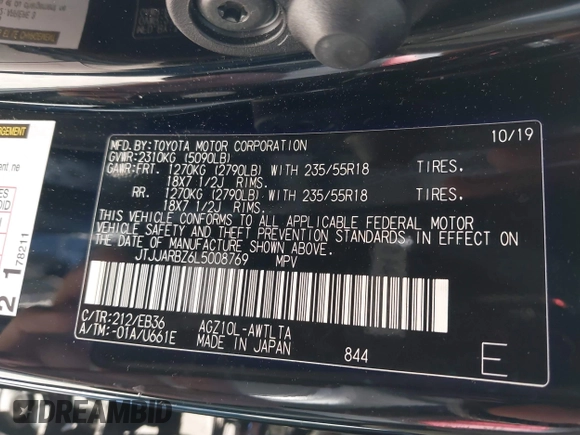 MFD.BY:TOYOTA MOTOR CORPORATION 10/19
GVWR:2310KG (5090LB)
GAWR:FRT. 1270KG (2790LB) WITH 235/55R18 TIRES.
18X7 1/2J RIMS.
RR. 1270KG (2790LB) WITH 235/55R18 TIRES.
18X7 1/2J RIMS.
THIS VEHICLE CONFORMS TO ALL APPLICABLE FEDERAL MOTOR
VEHICLE SAFETY AND THEFT PREVENTION STANDARDS IN EFFECT ON
THE DATE OF MANUFACTURE SHOWN ABOVE.
JTJJARBZ6L5008769 MPV
C/TR:212/EB36 AGZ10L-AWTLTA
A/TM:-01A/U661E MADE IN JAPAN 844 E
78211
DREAMBID